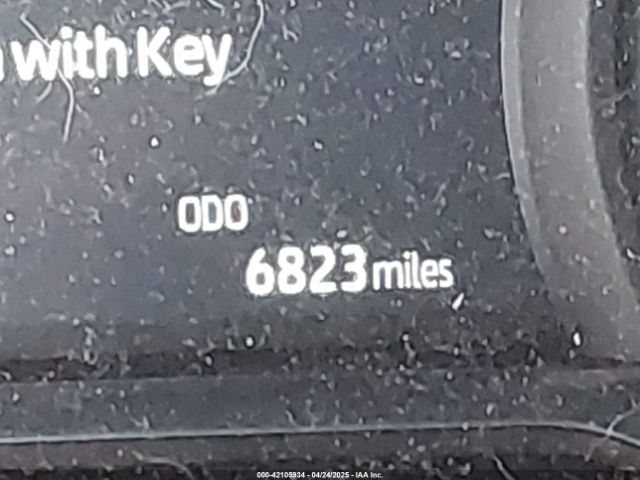 with Key
ODO
6823 miles
000-42105934 - 04/24/2025 - © IAA Inc.